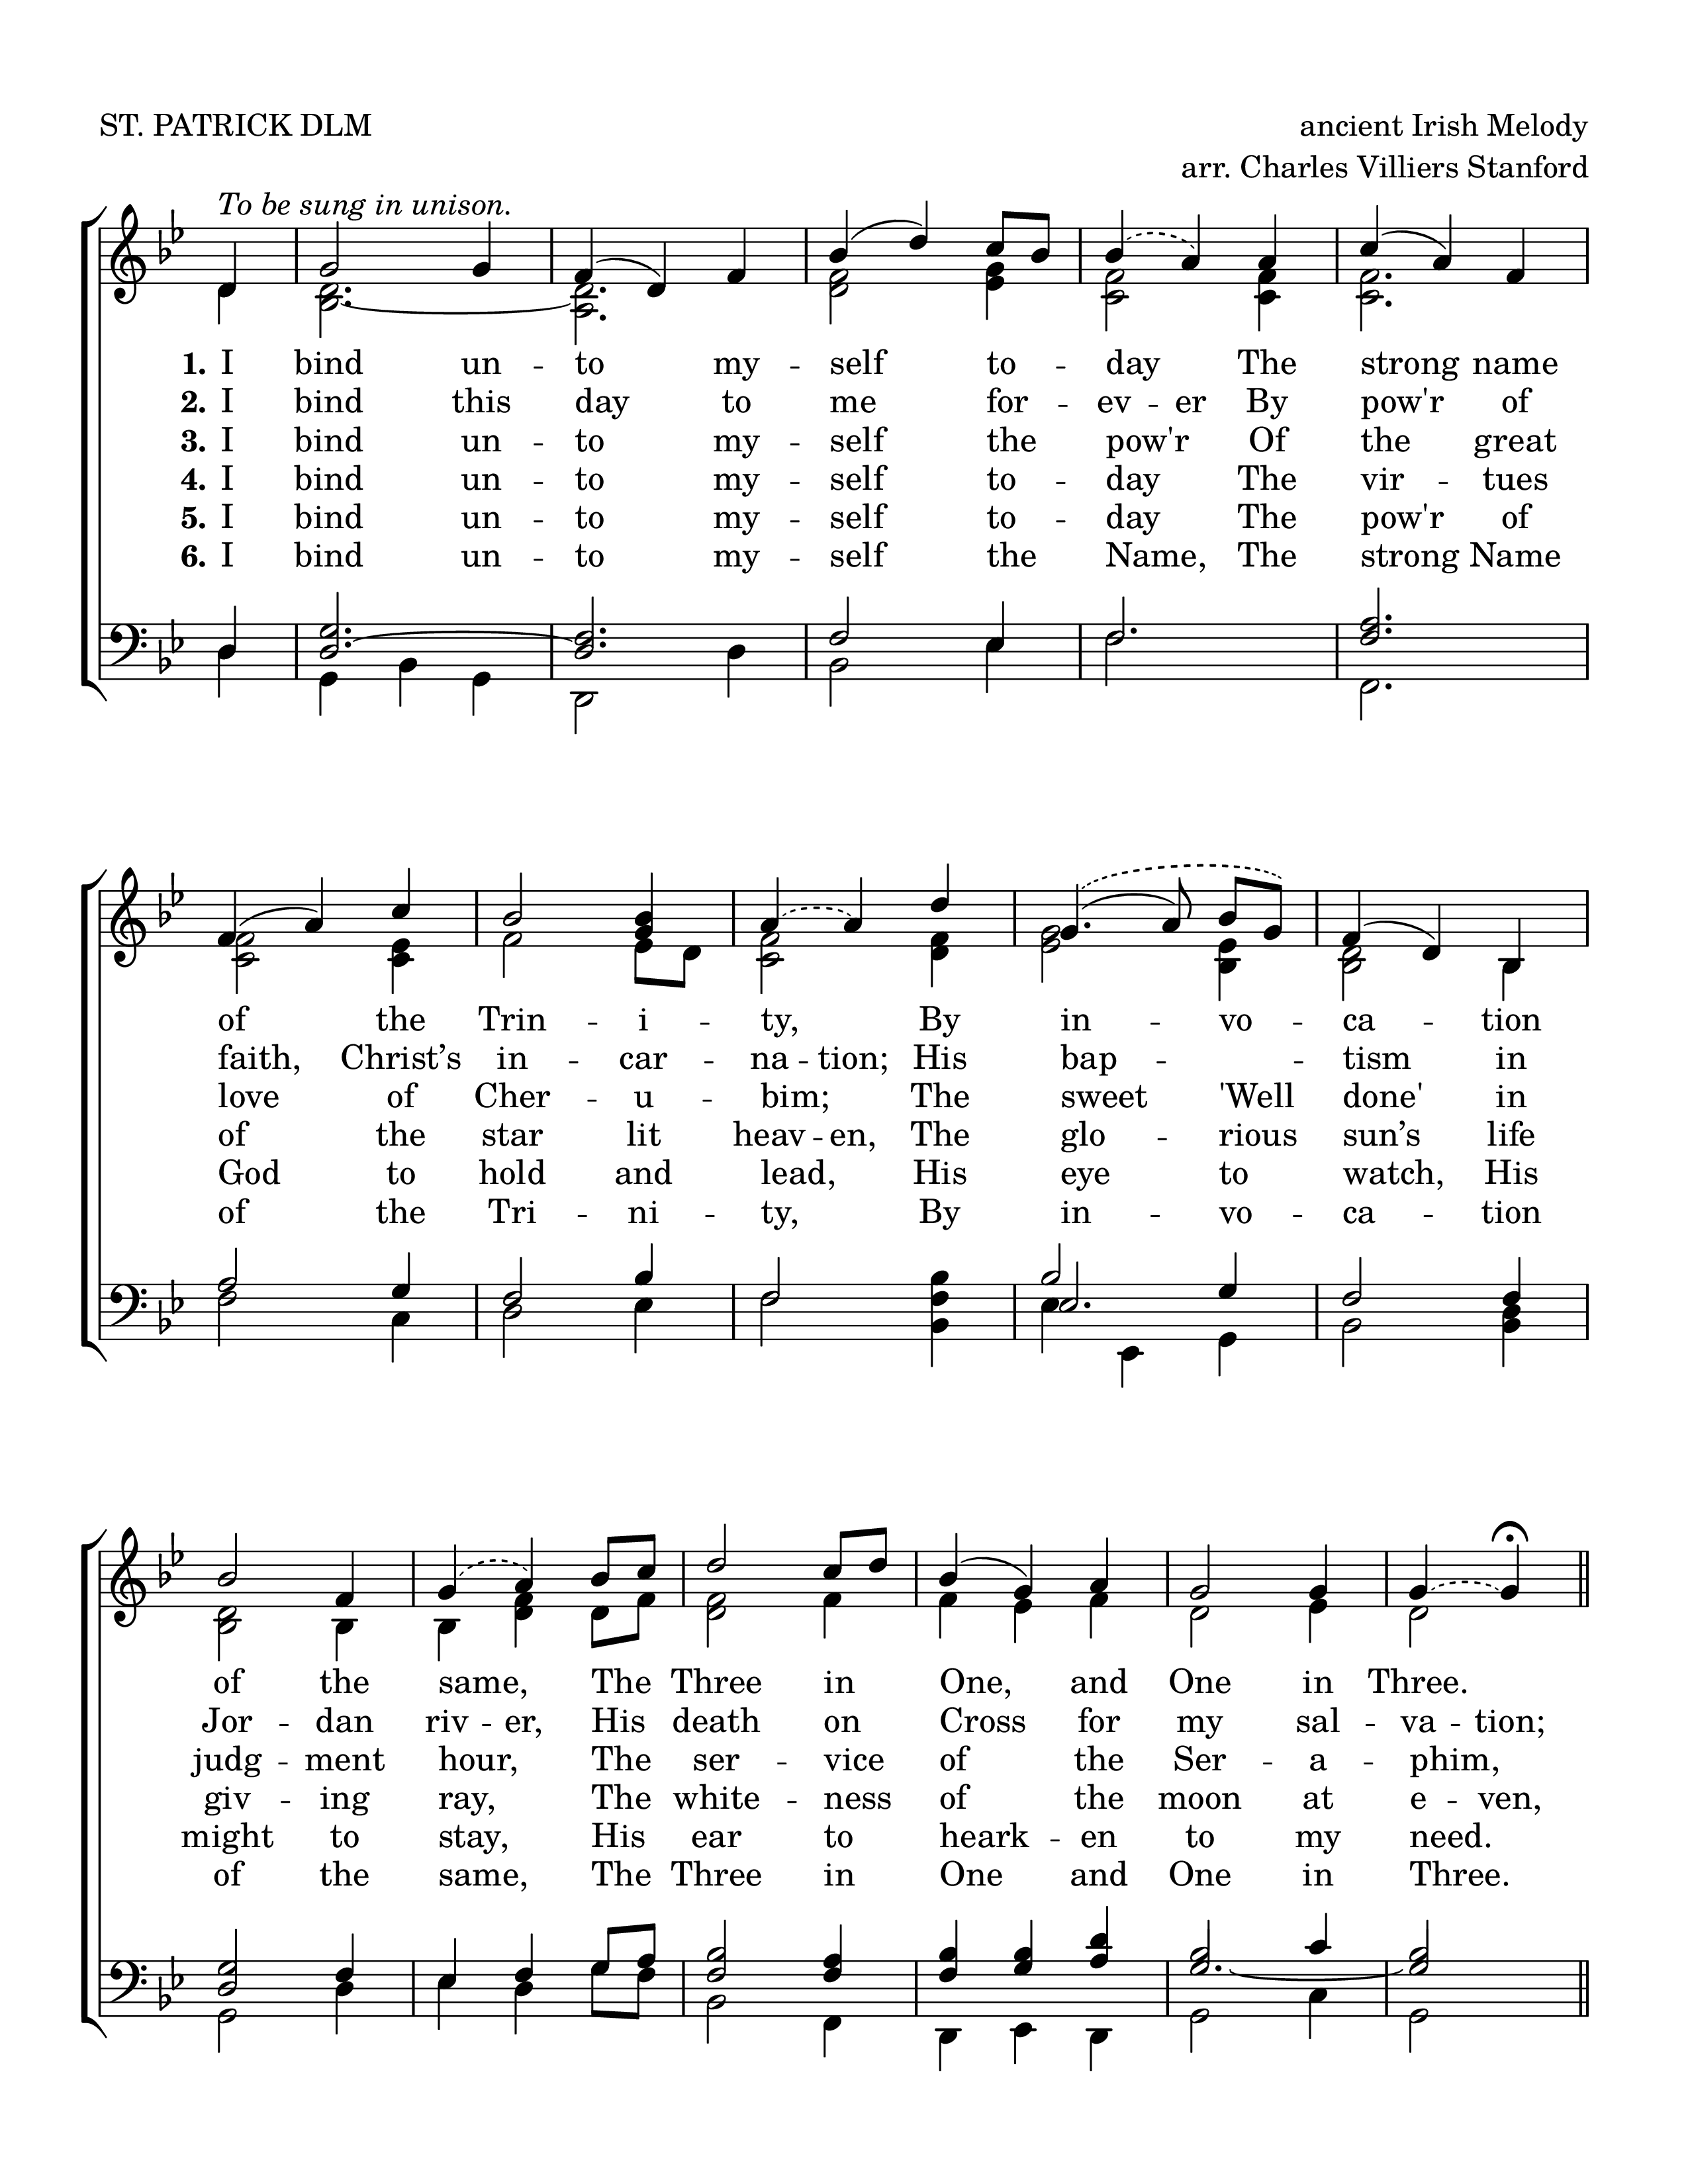 ST. PATRICK DLM
ancient Irish Melody
arr. Charles Villiers Stanford
To be sung in unison.
1. I bind un -- to my -- self to -- day The strong name
2. I bind this day to me for -- ev -- er By pow'r of
3. I bind un -- to my -- self the pow'r Of the great
4. I bind un -- to my -- self to -- day The vir -- tues
5. I bind un -- to my -- self to -- day The pow'r of
6. I bind un -- to my -- self the Name, The strong Name
of the Trin -- i -- ty, By in -- vo -- ca -- tion
faith, Christ’s in -- car -- na -- tion; His bap -- tism in
love of Cher -- u -- bim; The sweet 'Well done' in
of the star lit heav -- en, The glo -- rious sun’s life
God to hold and lead, His eye to watch, His
of the Tri -- ni -- ty, By in -- vo -- ca -- tion
of the same, The Three in One, and One in Three.
Jor -- dan riv -- er, His death on Cross for my sal -- va -- tion;
judg -- ment hour, The ser -- vice of the Ser -- a -- phim,
giv -- ing ray, The white -- ness of the moon at e -- ven,
might to stay, His ear to heark -- en to my need.
of the same, The Three in One and One in Three.